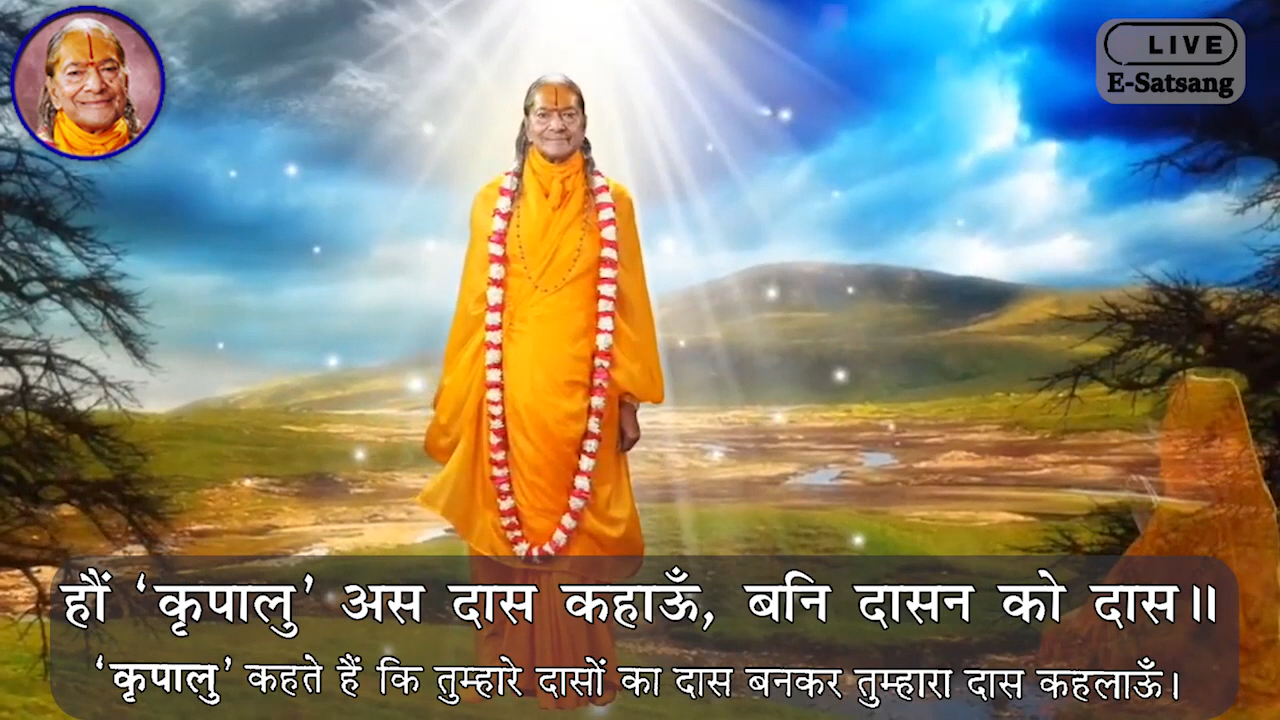 LIVE
E-Satsang
हौं ‘कृपालु’ अस दास कहाऊँ, बनि दासन को दास॥
‘कृपालु’ कहते हैं कि तुम्हारे दासों का दास बनकर तुम्हारा दास कहलाऊँ।